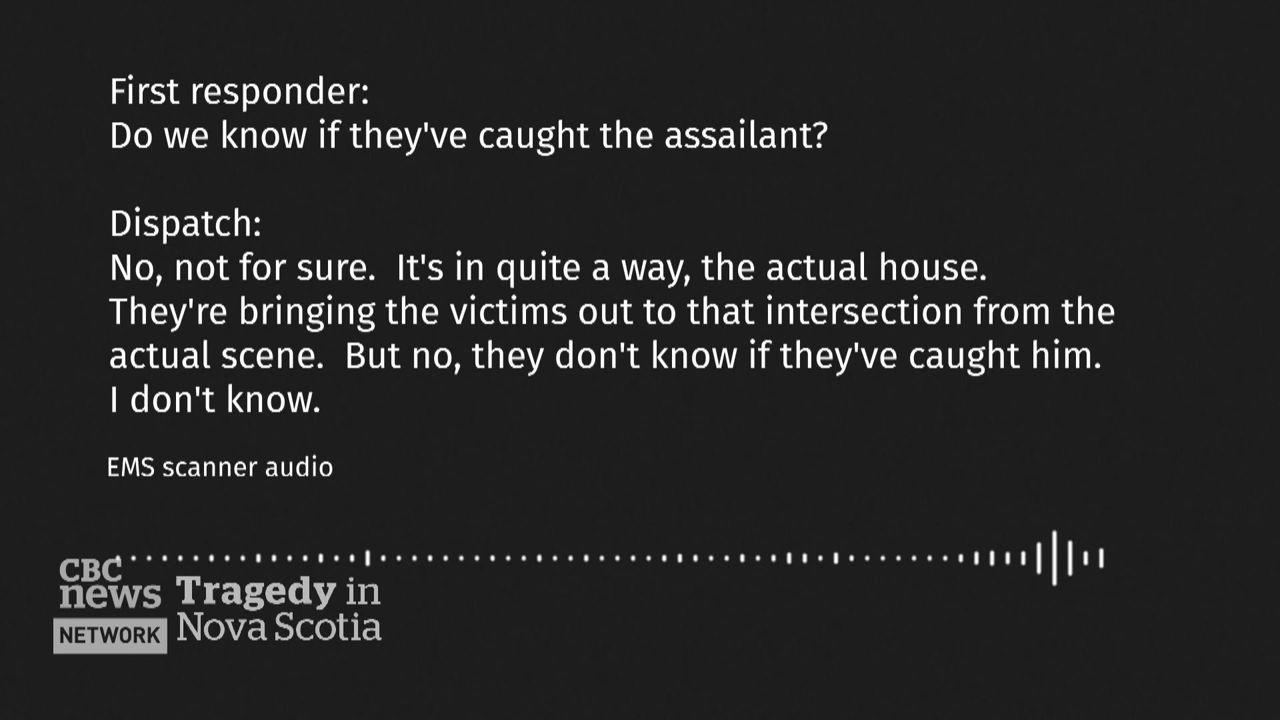 First responder:
Do we know if they've caught the assailant?
Dispatch:
No, not for sure.  It's in quite a way, the actual house.
They're bringing the victims out to that intersection from the
actual scene.  But no, they don't know if they've caught him.
I don't know.
EMS scanner audio
CBC
news
NETWORK
Tragedy in
Nova Scotia